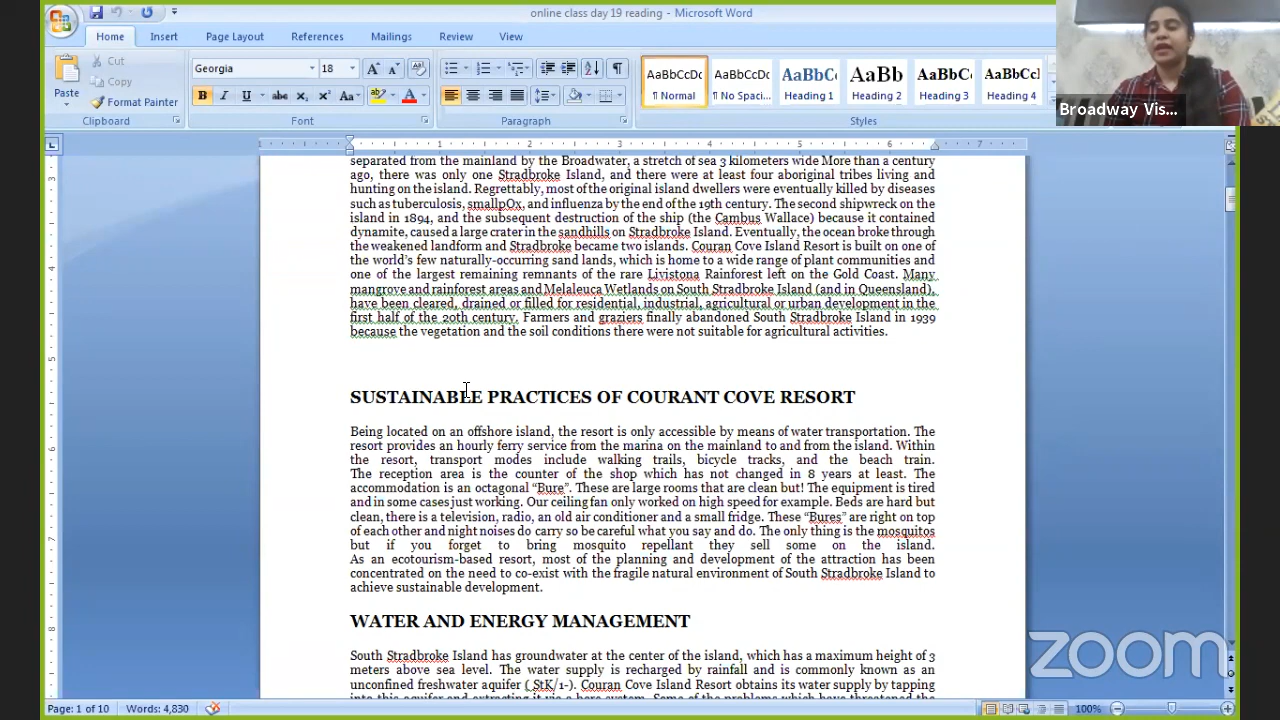 online class day 19 reading - Microsoft Word
Home Insert Page Layout References Mailings Review View
Cut
Copy
Format Painter
Paste
Georgia 18
AaBbCcDc AaBbCcDc AaBbC AaBb AaBbC AaBbCcI
¶ Normal ¶ No Spaci... Heading 1 Heading 2 Heading 3 Heading 4
Clipboard Font Paragraph Styles
Broadway Vis...
separated from the mainland by the Broadwater, a stretch of sea 3 kilometers wide More than a century
ago, there was only one Stradbroke Island, and there were at least four aboriginal tribes living and
hunting on the island. Regrettably, most of the original island dwellers were eventually killed by diseases
such as tuberculosis, smallpOx, and influenza by the end of the 19th century. The second shipwreck on the
island in 1894, and the subsequent destruction of the ship (the Cambus Wallace) because it contained
dynamite, caused a large crater in the sandhills on Stradbroke Island. Eventually, the ocean broke through
the weakened landform and Stradbroke became two islands. Couran Cove Island Resort is built on one of
the world's few naturally-occurring sand lands, which is home to a wide range of plant communities and
one of the largest remaining remnants of the rare Livistona Rainforest left on the Gold Coast. Many
mangrove and rainforest areas and Melaleuca Wetlands on South Stradbroke Island (and in Queensland),
have been cleared, drained or filled for residential, industrial, agricultural or urban development in the
first half of the 20th century. Farmers and graziers finally abandoned South Stradbroke Island in 1939
because the vegetation and the soil conditions there were not suitable for agricultural activities.
SUSTAINABLE PRACTICES OF COURANT COVE RESORT
Being located on an offshore island, the resort is only accessible by means of water transportation. The
resort provides an hourly ferry service from the marina on the mainland to and from the island. Within
the resort, transport modes include walking trails, bicycle tracks, and the beach train.
The reception area is the counter of the shop which has not changed in 8 years at least. The
accommodation is an octagonal "Bure". These are large rooms that are clean but! The equipment is tired
and in some cases just working. Our ceiling fan only worked on high speed for example. Beds are hard but
clean, there is a television, radio, an old air conditioner and a small fridge. These "Bures" are right on top
of each other and night noises do carry so be careful what you say and do. The only thing is the mosquitos
but if you forget to bring mosquito repellant they sell some on the island.
As an ecotourism-based resort, most of the planning and development of the attraction has been
concentrated on the need to co-exist with the fragile natural environment of South Stradbroke Island to
achieve sustainable development.
WATER AND ENERGY MANAGEMENT
South Stradbroke Island has groundwater at the center of the island, which has a maximum height of 3
meters above sea level. The water supply is recharged by rainfall and is commonly known as an
unconfined freshwater aquifer ( StK/1-). Couran Cove Island Resort obtains its water supply by tapping
into this aquifer and extracting it via a bore system. Some of the problems which have threatened the
zoom
Page: 1 of 10 Words: 4,830 100%